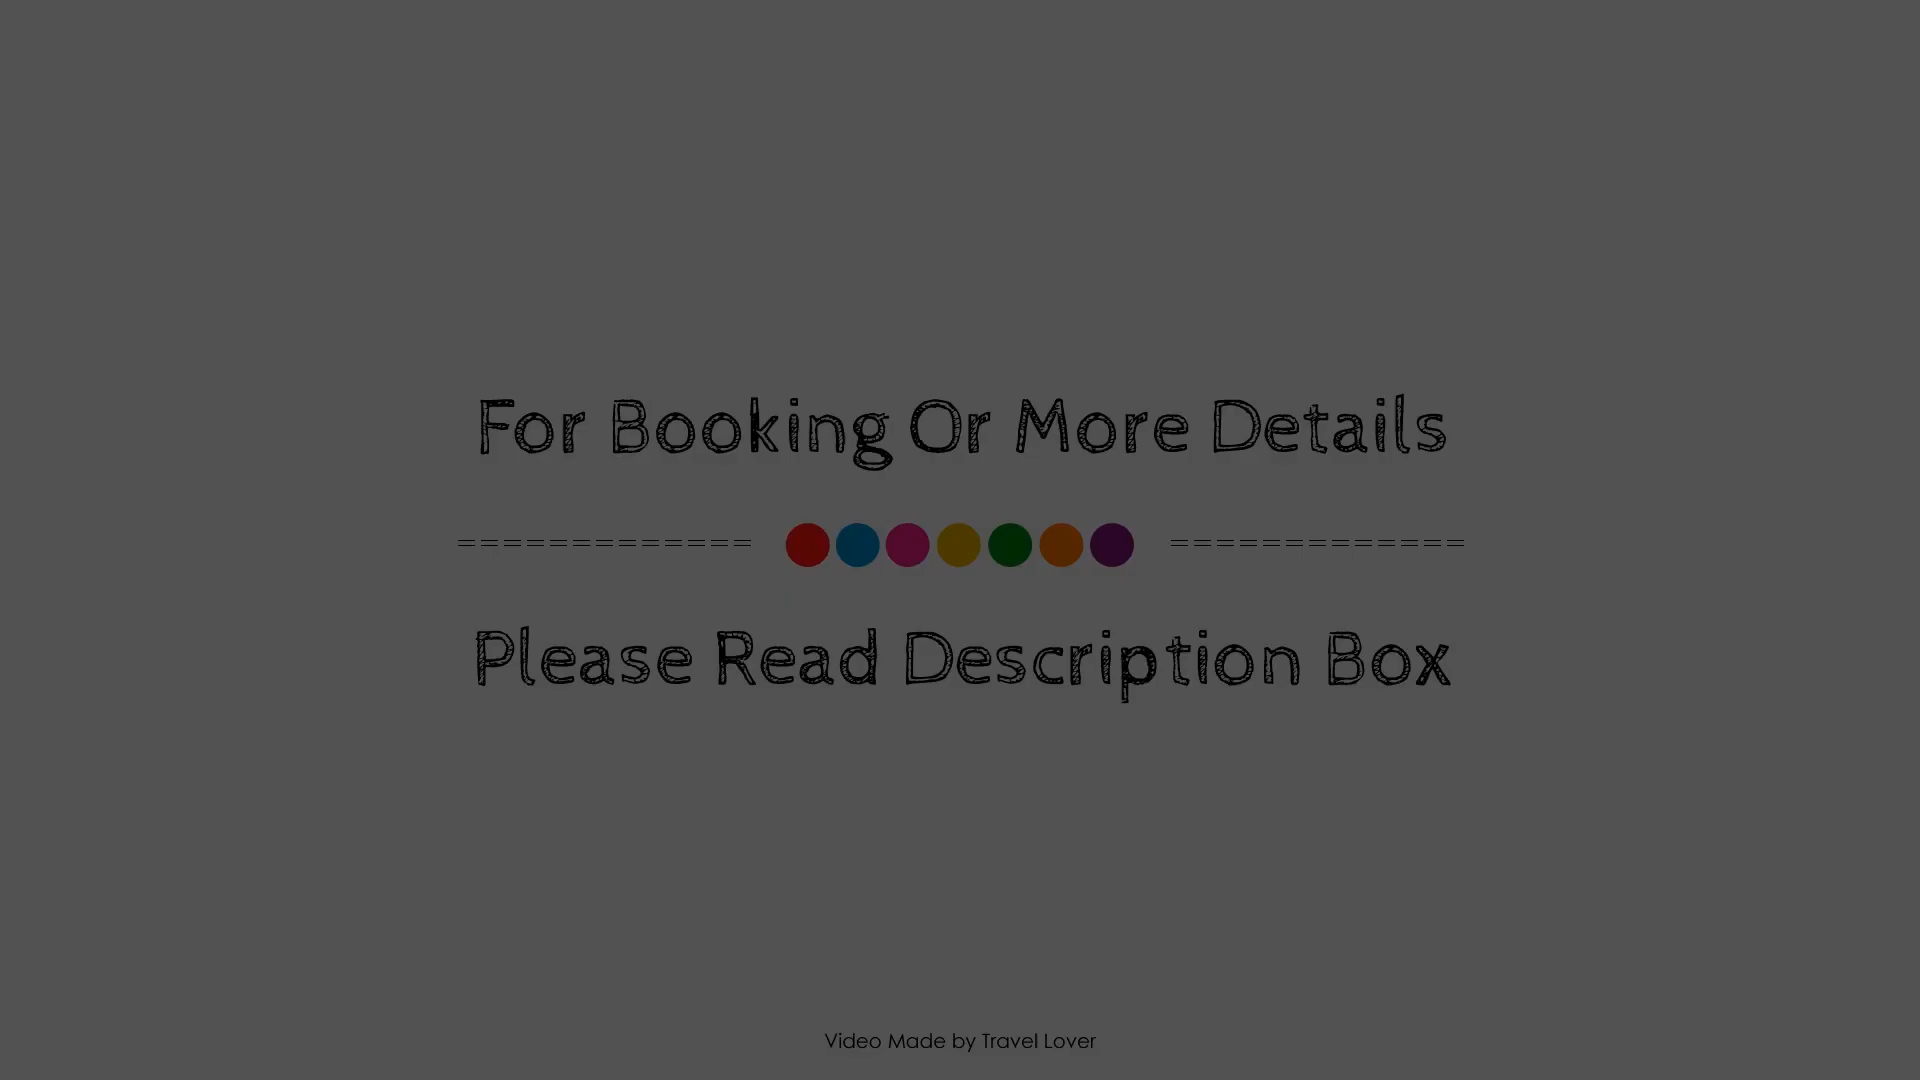 For Booking Or More Details
============= =============
Please Read Description Box
Video Made by Travel Lover